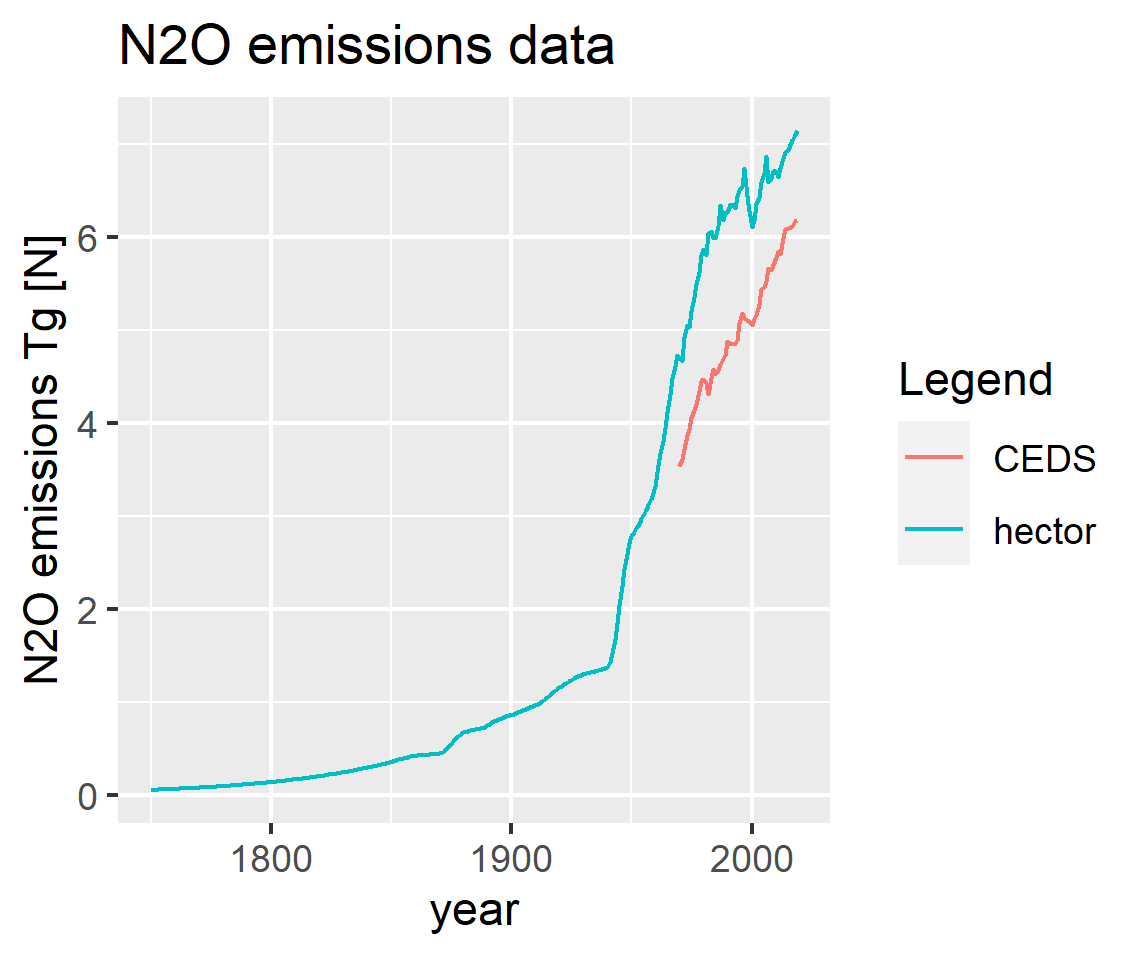 N2O emissions data
N2O emissions Tg [N]
6
4
2
0
1800
1900
2000
year
Legend
CEDS
hector